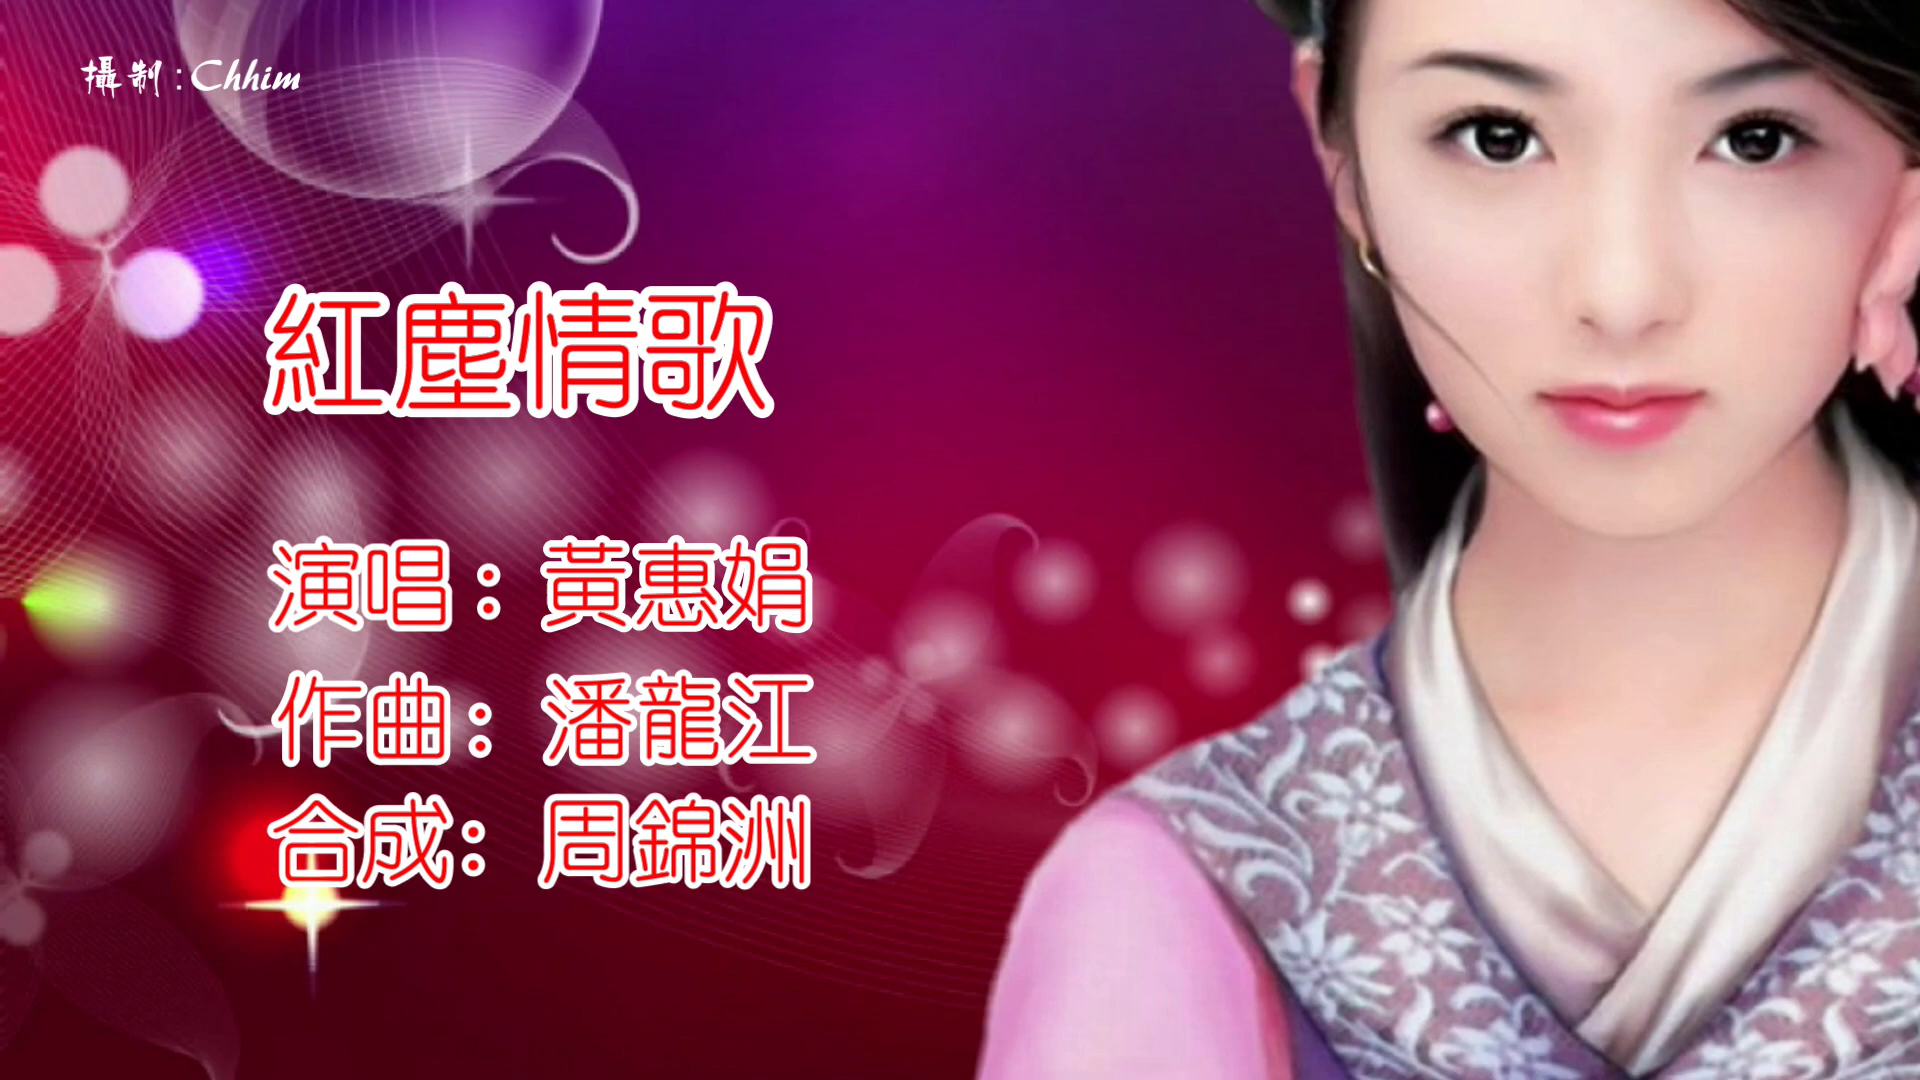 攝制:Chhim
紅塵情歌
演唱：黃惠娟
作曲：潘龍江
合成：周錦洲